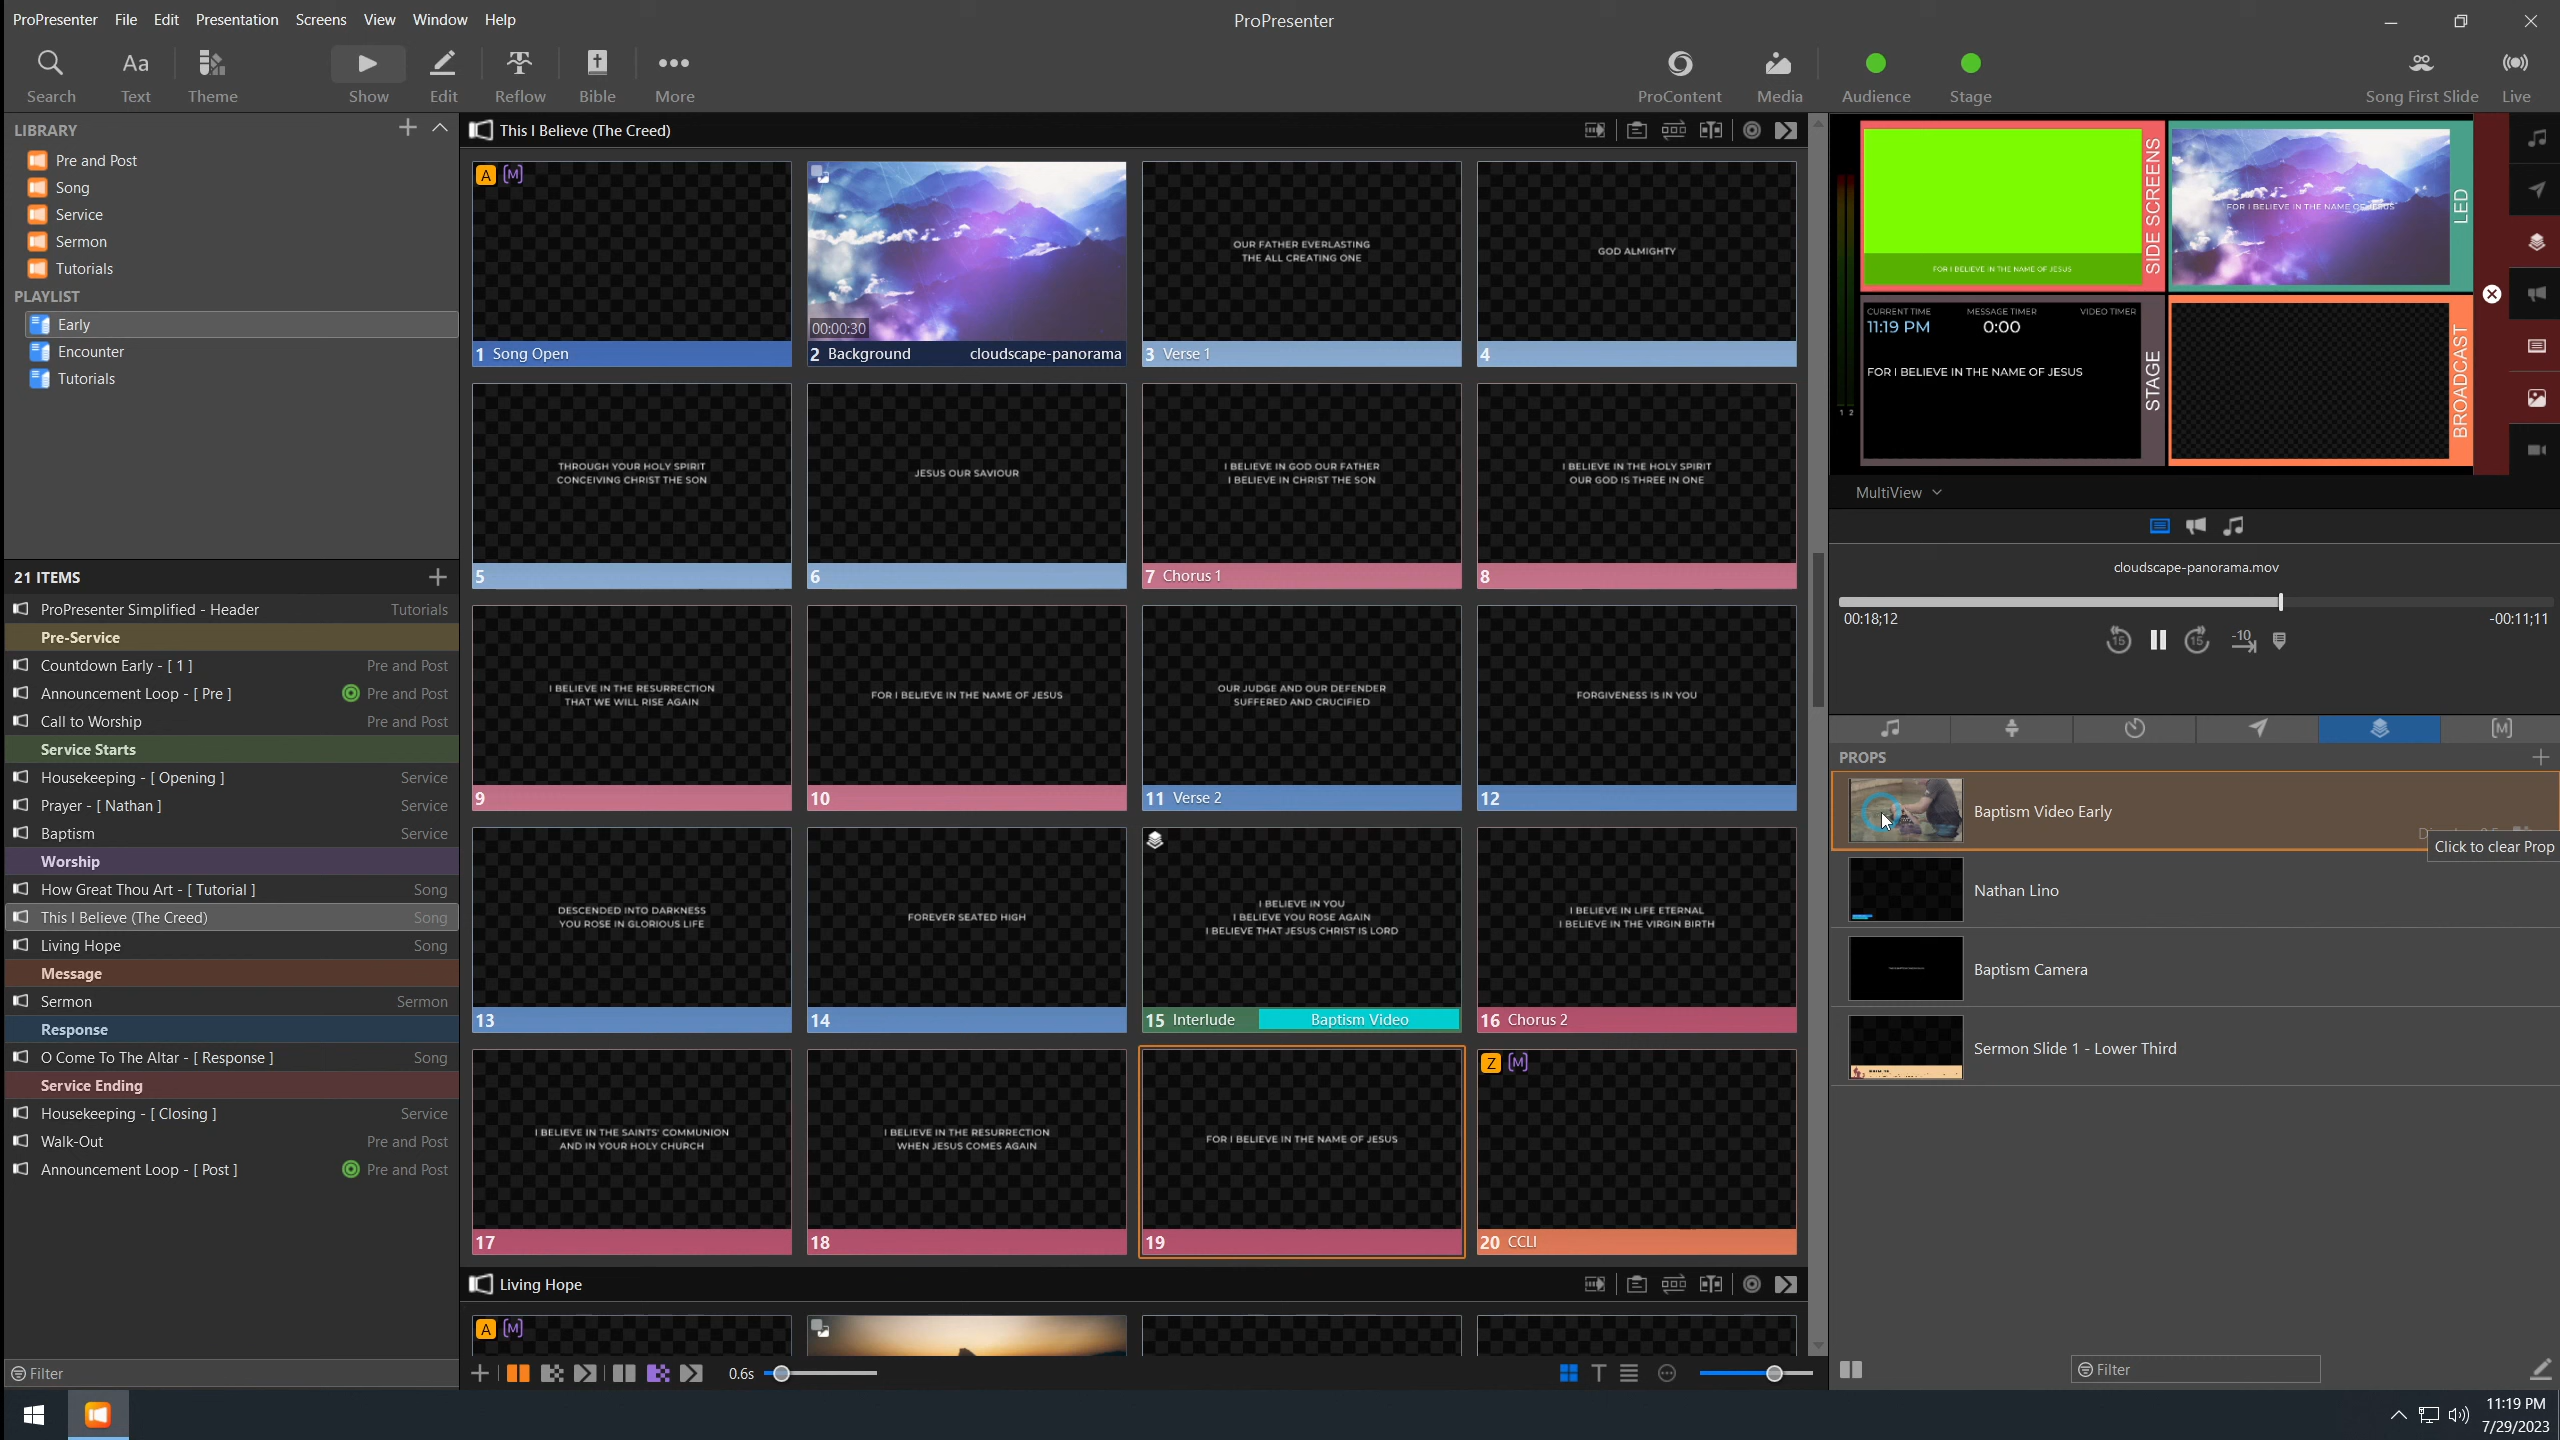 ProPresenter File Edit Presentation Screens View Window Help
ProPresenter
Search
Aa
Text
Theme
Show
Edit
Reflow
Bible
More
ProContent
Media
Audience
Stage
Song First Slide
Live
LIBRARY
Pre and Post
Song
Service
Sermon
Tutorials
PLAYLIST
Early
Encounter
Tutorials
21 ITEMS
ProPresenter Simplified - Header Tutorials
Pre-Service
Countdown Early - [ 1 ] Pre and Post
Announcement Loop - [ Pre ] Pre and Post
Call to Worship Pre and Post
Service Starts
Housekeeping - [ Opening ] Service
Prayer - [ Nathan ] Service
Baptism Service
Worship
How Great Thou Art - [ Tutorial ] Song
This I Believe (The Creed) Song
Living Hope Song
Message
Sermon Sermon
Response
O Come To The Altar - [ Response ] Song
Service Ending
Housekeeping - [ Closing ] Service
Walk-Out Pre and Post
Announcement Loop - [ Post ] Pre and Post
Filter
This I Believe (The Creed)
A [M]
1 Song Open
00:00:30
2 Background cloudscape-panorama
OUR FATHER EVERLASTING
THE ALL CREATING ONE
3 Verse 1
GOD ALMIGHTY
4
THROUGH YOUR HOLY SPIRIT
CONCEIVING CHRIST THE SON
5
JESUS OUR SAVIOUR
6
I BELIEVE IN GOD OUR FATHER
I BELIEVE IN CHRIST THE SON
7 Chorus 1
I BELIEVE IN THE HOLY SPIRIT
OUR GOD IS THREE IN ONE
8
I BELIEVE IN THE RESURRECTION
THAT WE WILL RISE AGAIN
9
FOR I BELIEVE IN THE NAME OF JESUS
10
OUR JUDGE AND OUR DEFENDER
SUFFERED AND CRUCIFIED
11 Verse 2
FORGIVENESS IS IN YOU
12
DESCENDED INTO DARKNESS
YOU ROSE IN GLORIOUS LIFE
13
FOREVER SEATED HIGH
14
I BELIEVE IN YOU
I BELIEVE YOU ROSE AGAIN
I BELIEVE THAT JESUS CHRIST IS LORD
15 Interlude Baptism Video
I BELIEVE IN LIFE ETERNAL
I BELIEVE IN THE VIRGIN BIRTH
16 Chorus 2
I BELIEVE IN THE SAINTS' COMMUNION
AND IN YOUR HOLY CHURCH
17
I BELIEVE IN THE RESURRECTION
WHEN JESUS COMES AGAIN
18
FOR I BELIEVE IN THE NAME OF JESUS
19
Z [M]
20 CCLI
Living Hope
A [M]
0.6s
FOR I BELIEVE IN THE NAME OF JESUS
SIDE SCREENS
FOR I BELIEVE IN THE NAME OF JESUS
LED
CURRENT TIME MESSAGE TIMER VIDEO TIMER
11:19 PM 0:00
FOR I BELIEVE IN THE NAME OF JESUS
STAGE
BROADCAST
1 2
MultiView
cloudscape-panorama.mov
00:18;12 -00:11;11
15 15 -10
[M]
PROPS
Baptism Video Early
Click to clear Prop
Nathan Lino
Baptism Camera
Sermon Slide 1 - Lower Third
Filter
11:19 PM
7/29/2023